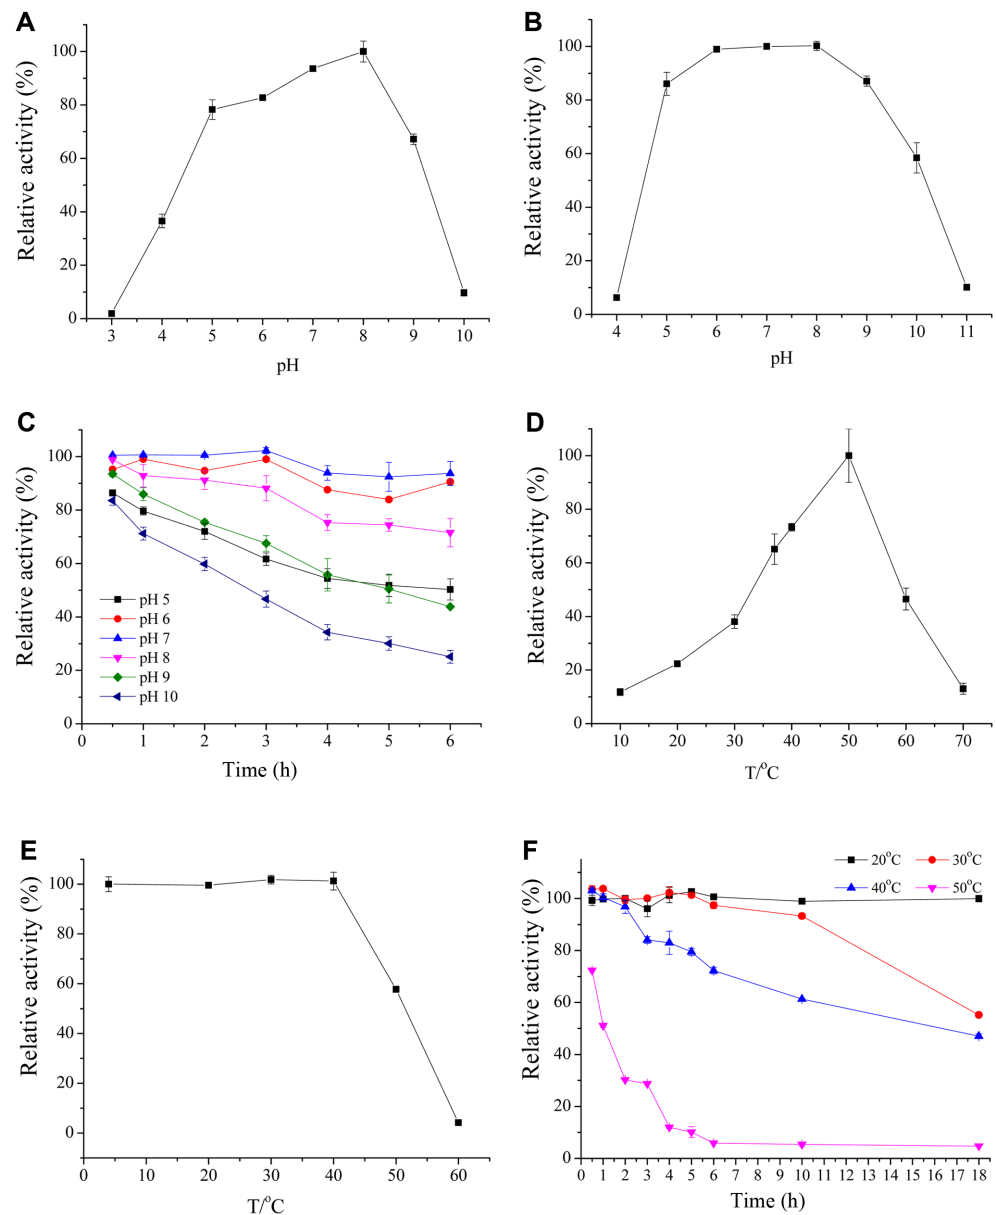 A
Relative activity (%)
100
80
60
40
20
0
3 4 5 6 7 8 9 10
pH
B
Relative activity (%)
100
80
60
40
20
0
4 5 6 7 8 9 10 11
pH
C
Relative activity (%)
100
80
60
40
20
0
pH 5
pH 6
pH 7
pH 8
pH 9
pH 10
0 1 2 3 4 5 6
Time (h)
D
Relative activity (%)
100
80
60
40
20
0
10 20 30 40 50 60 70
T/°C
E
Relative activity (%)
100
80
60
40
20
0
0 10 20 30 40 50 60
T/°C
F
Relative activity (%)
20°C 30°C
40°C 50°C
100
80
60
40
20
0
0 1 2 3 4 5 6 7 8 9 10 11 12 13 14 15 16 17 18
Time (h)